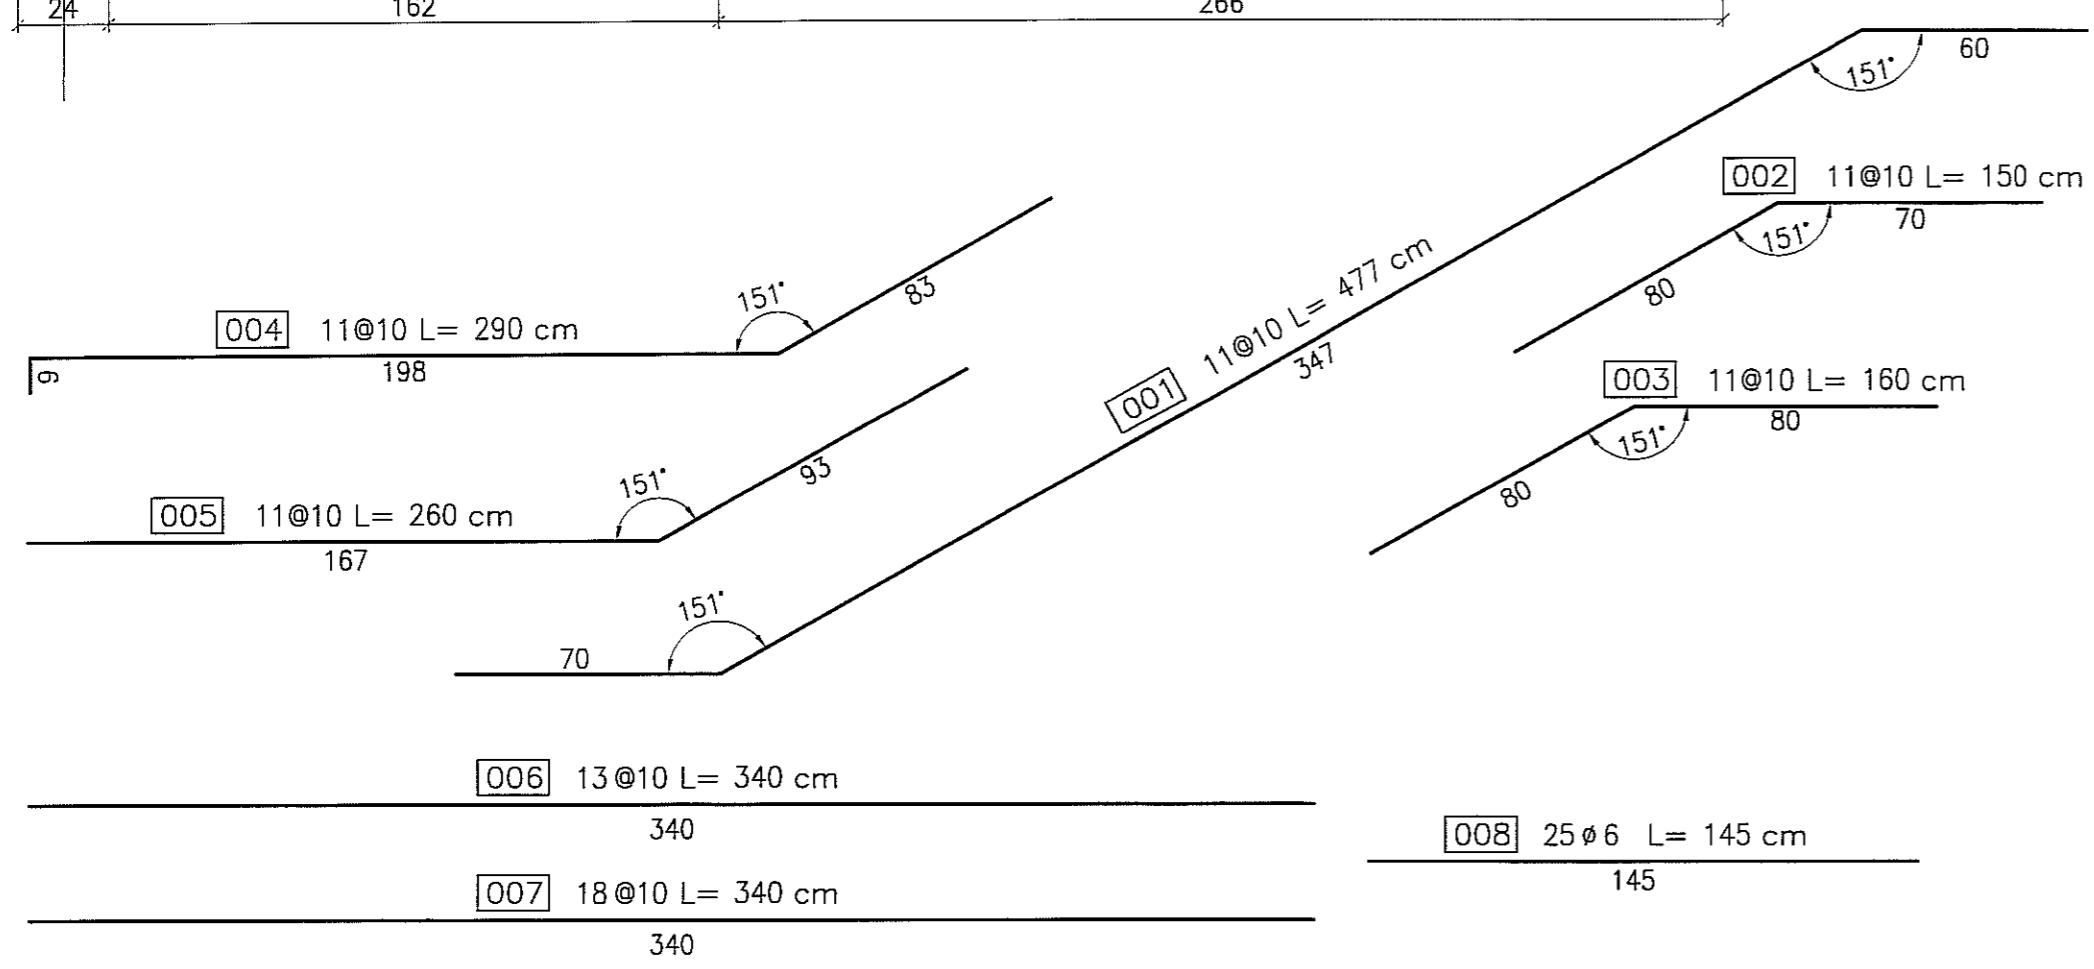 24 162 266
60
151°
002 11@10 L= 150 cm
70
151°
80
001 11@10 L= 477 cm
347
83
151°
004 11@10 L= 290 cm
198
9
003 11@10 L= 160 cm
80
151°
80
93
151°
005 11@10 L= 260 cm
167
151°
70
006 13@10 L= 340 cm
340
008 25ø6 L= 145 cm
145
007 18@10 L= 340 cm
340